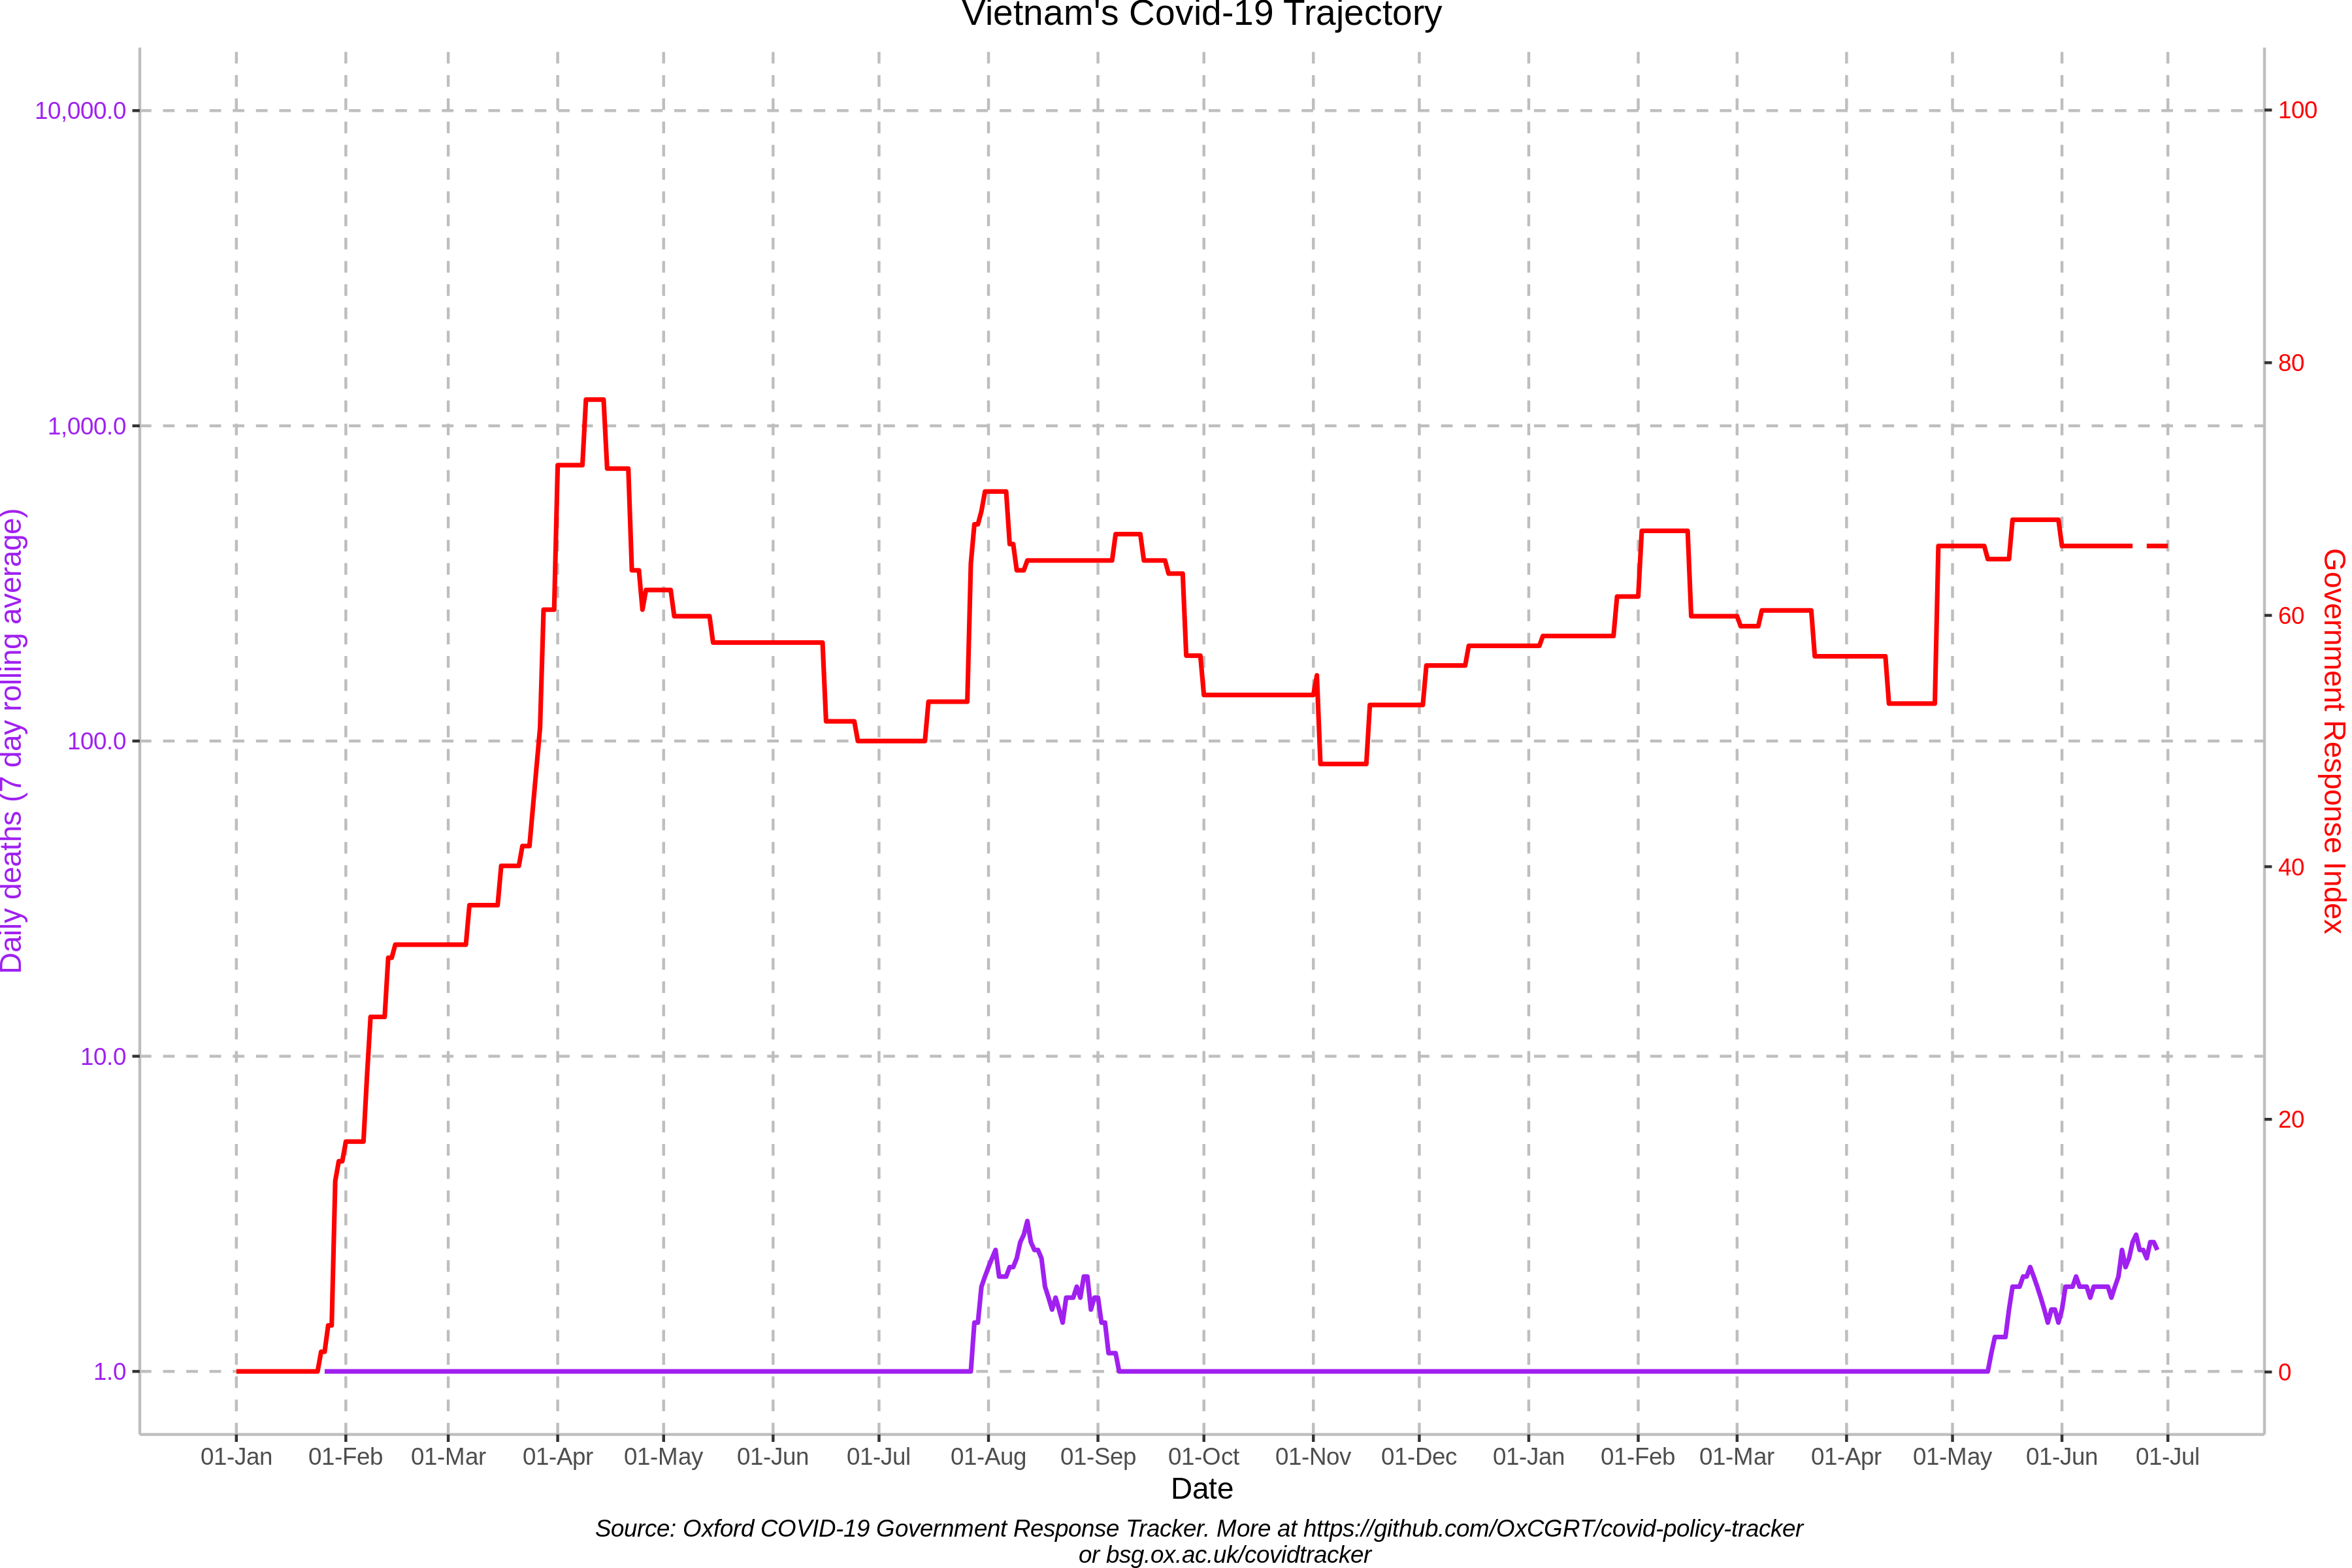 Vietnam's Covid-19 Trajectory
10,000.0
1,000.0
100.0
10.0
1.0
Daily deaths (7 day rolling average)
100
80
60
40
20
0
Government Response Index
01-Jan 01-Feb 01-Mar 01-Apr 01-May 01-Jun 01-Jul 01-Aug 01-Sep 01-Oct 01-Nov 01-Dec 01-Jan 01-Feb 01-Mar 01-Apr 01-May 01-Jun 01-Jul
Date
Source: Oxford COVID-19 Government Response Tracker. More at https://github.com/OxCGRT/covid-policy-tracker
or bsg.ox.ac.uk/covidtracker